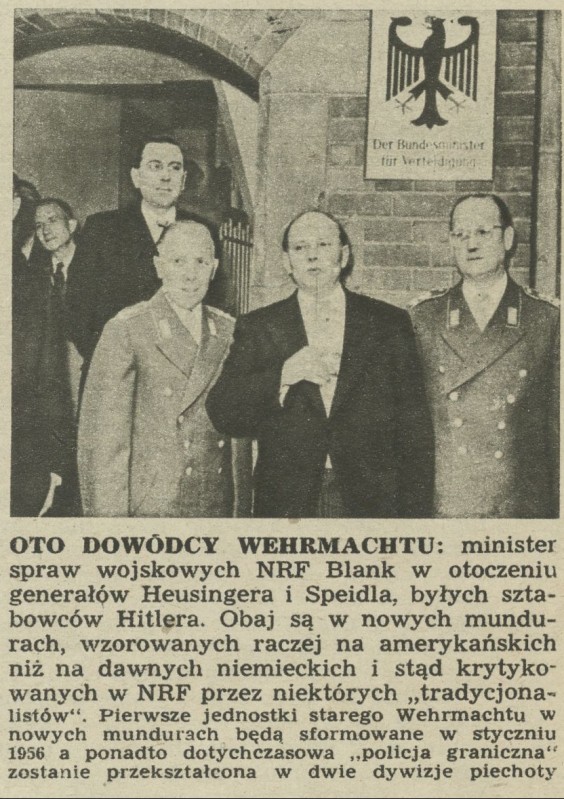 Der Bundesminister
für Verteidigung
OTO DOWÓDCY WEHRMACHTU: minister
spraw wojskowych NRF Blank w otoczeniu
generałów Heusingera i Speidla, byłych szta-
bowców Hitlera. Obaj są w nowych mundu-
rach, wzorowanych raczej na amerykańskich
niż na dawnych niemieckich i stąd krytyko-
wanych w NRF przez niektórych „tradycjona-
listów“. Pierwsze jednostki starego Wehrmachtu w
nowych mundurach będą sformowane w styczniu
1956 a ponadto dotychczasowa „policja graniczna“
zostanie przekształcona w dwie dywizje piechoty